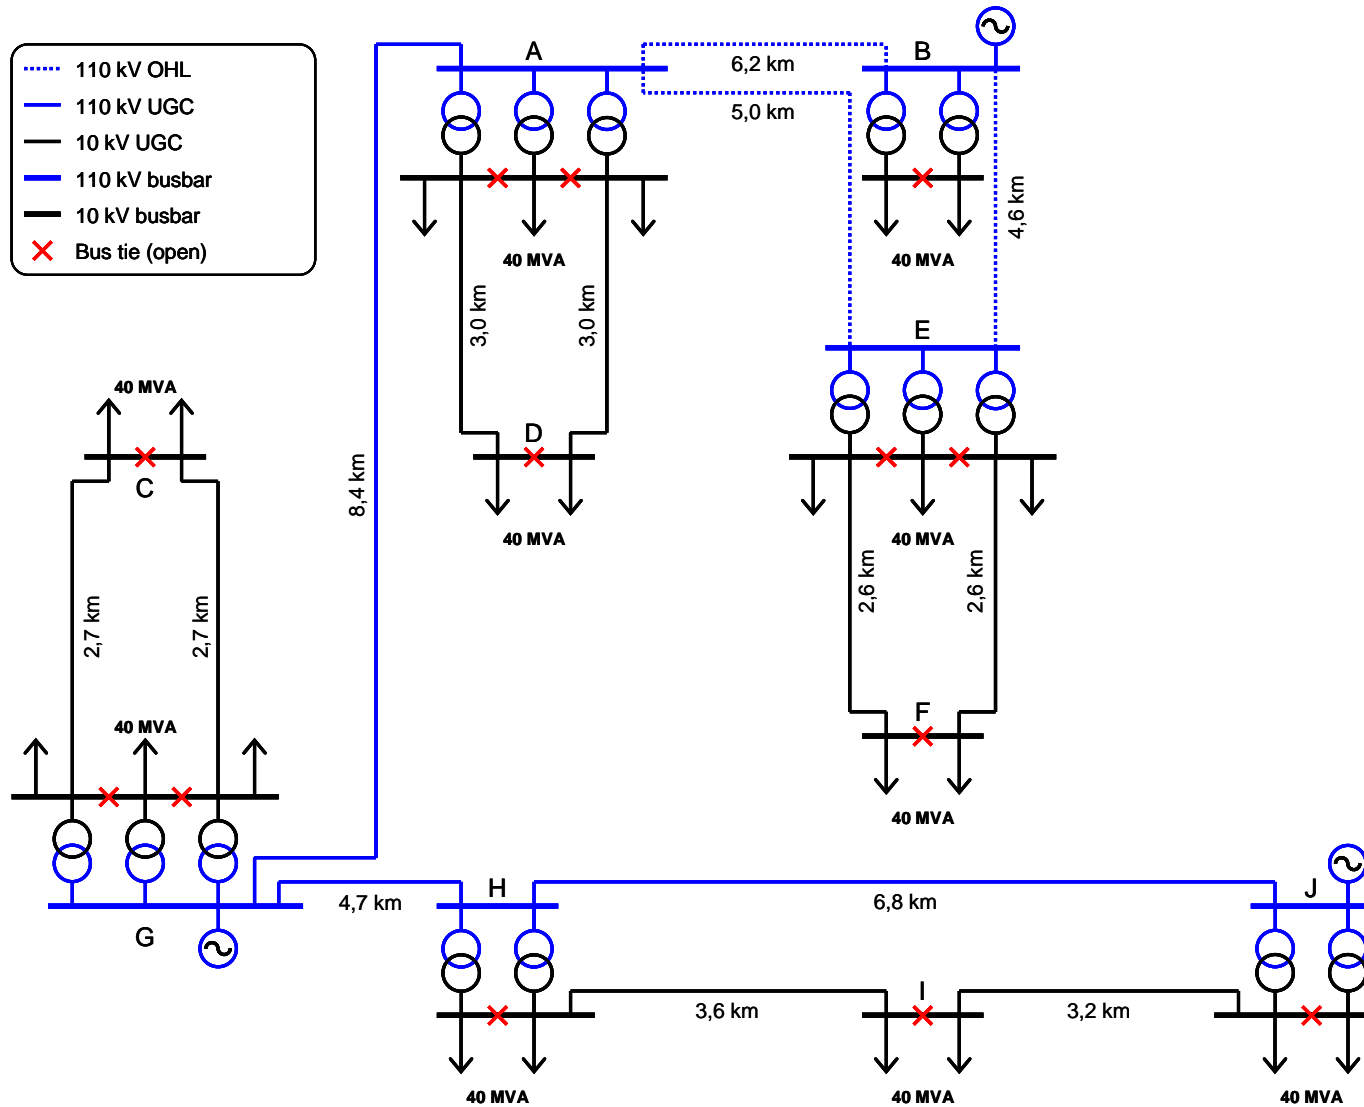 110 kV OHL
110 kV UGC
10 kV UGC
110 kV busbar
10 kV busbar
Bus tie (open)
A
B
6,2 km
5,0 km
4,6 km
40 MVA
40 MVA
3,0 km
3,0 km
E
40 MVA
D
C
8,4 km
40 MVA
40 MVA
2,7 km
2,7 km
2,6 km
2,6 km
40 MVA
F
40 MVA
G
4,7 km
H
6,8 km
J
3,6 km
I
3,2 km
40 MVA
40 MVA
40 MVA